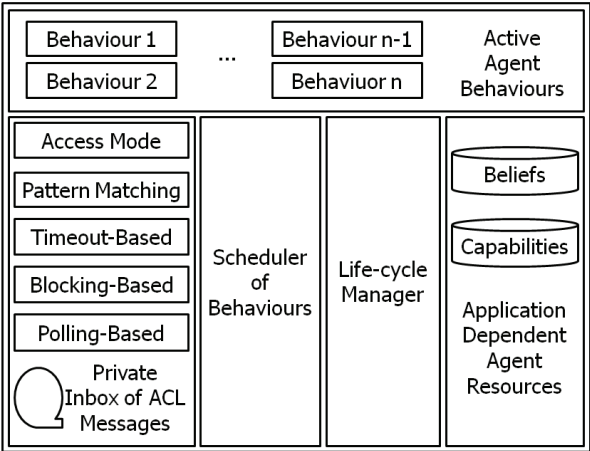 Behaviour 1
Behaviour 2
...
Behaviour n-1
Behaviuor n
Active
Agent
Behaviours
Access Mode
Pattern Matching
Timeout-Based
Blocking-Based
Polling-Based
Private
Inbox of ACL
Messages
Scheduler
of
Behaviours
Life-cycle
Manager
Beliefs
Capabilities
Application
Dependent
Agent
Resources